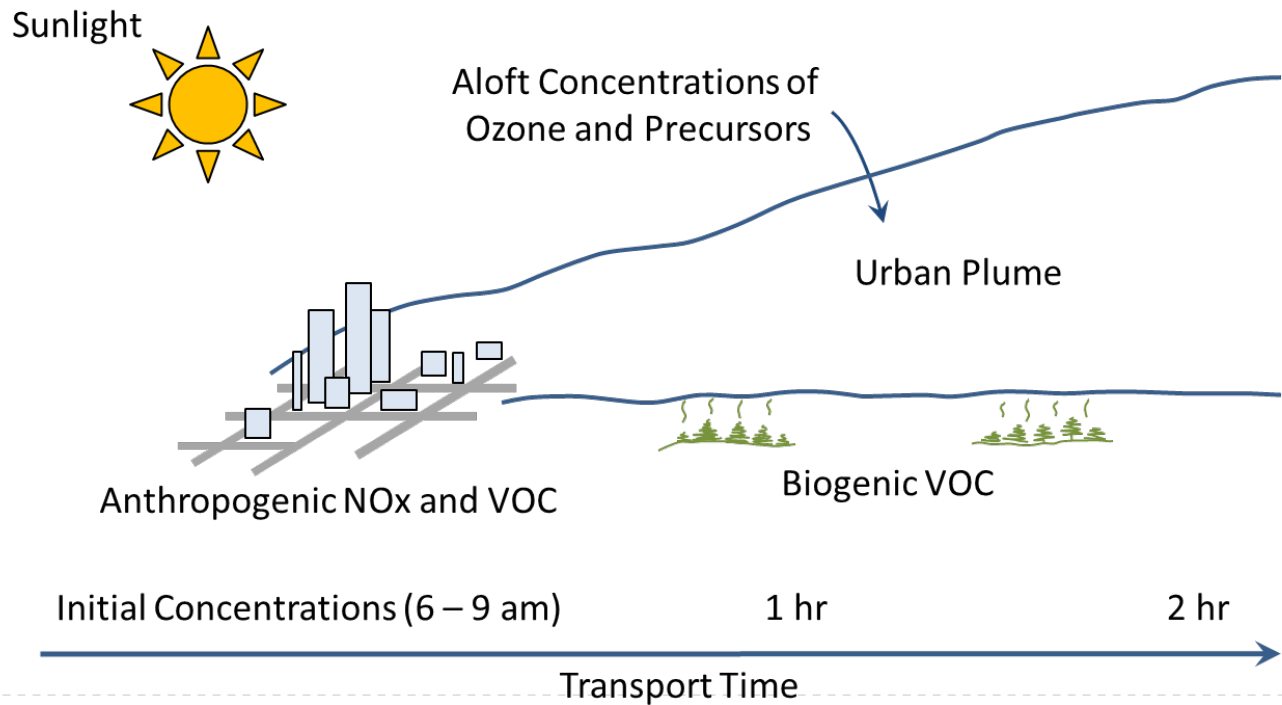 Sunlight
Aloft Concentrations of
Ozone and Precursors
Urban Plume
Anthropogenic NOx and VOC
Biogenic VOC
Initial Concentrations (6 – 9 am)
1 hr
2 hr
Transport Time